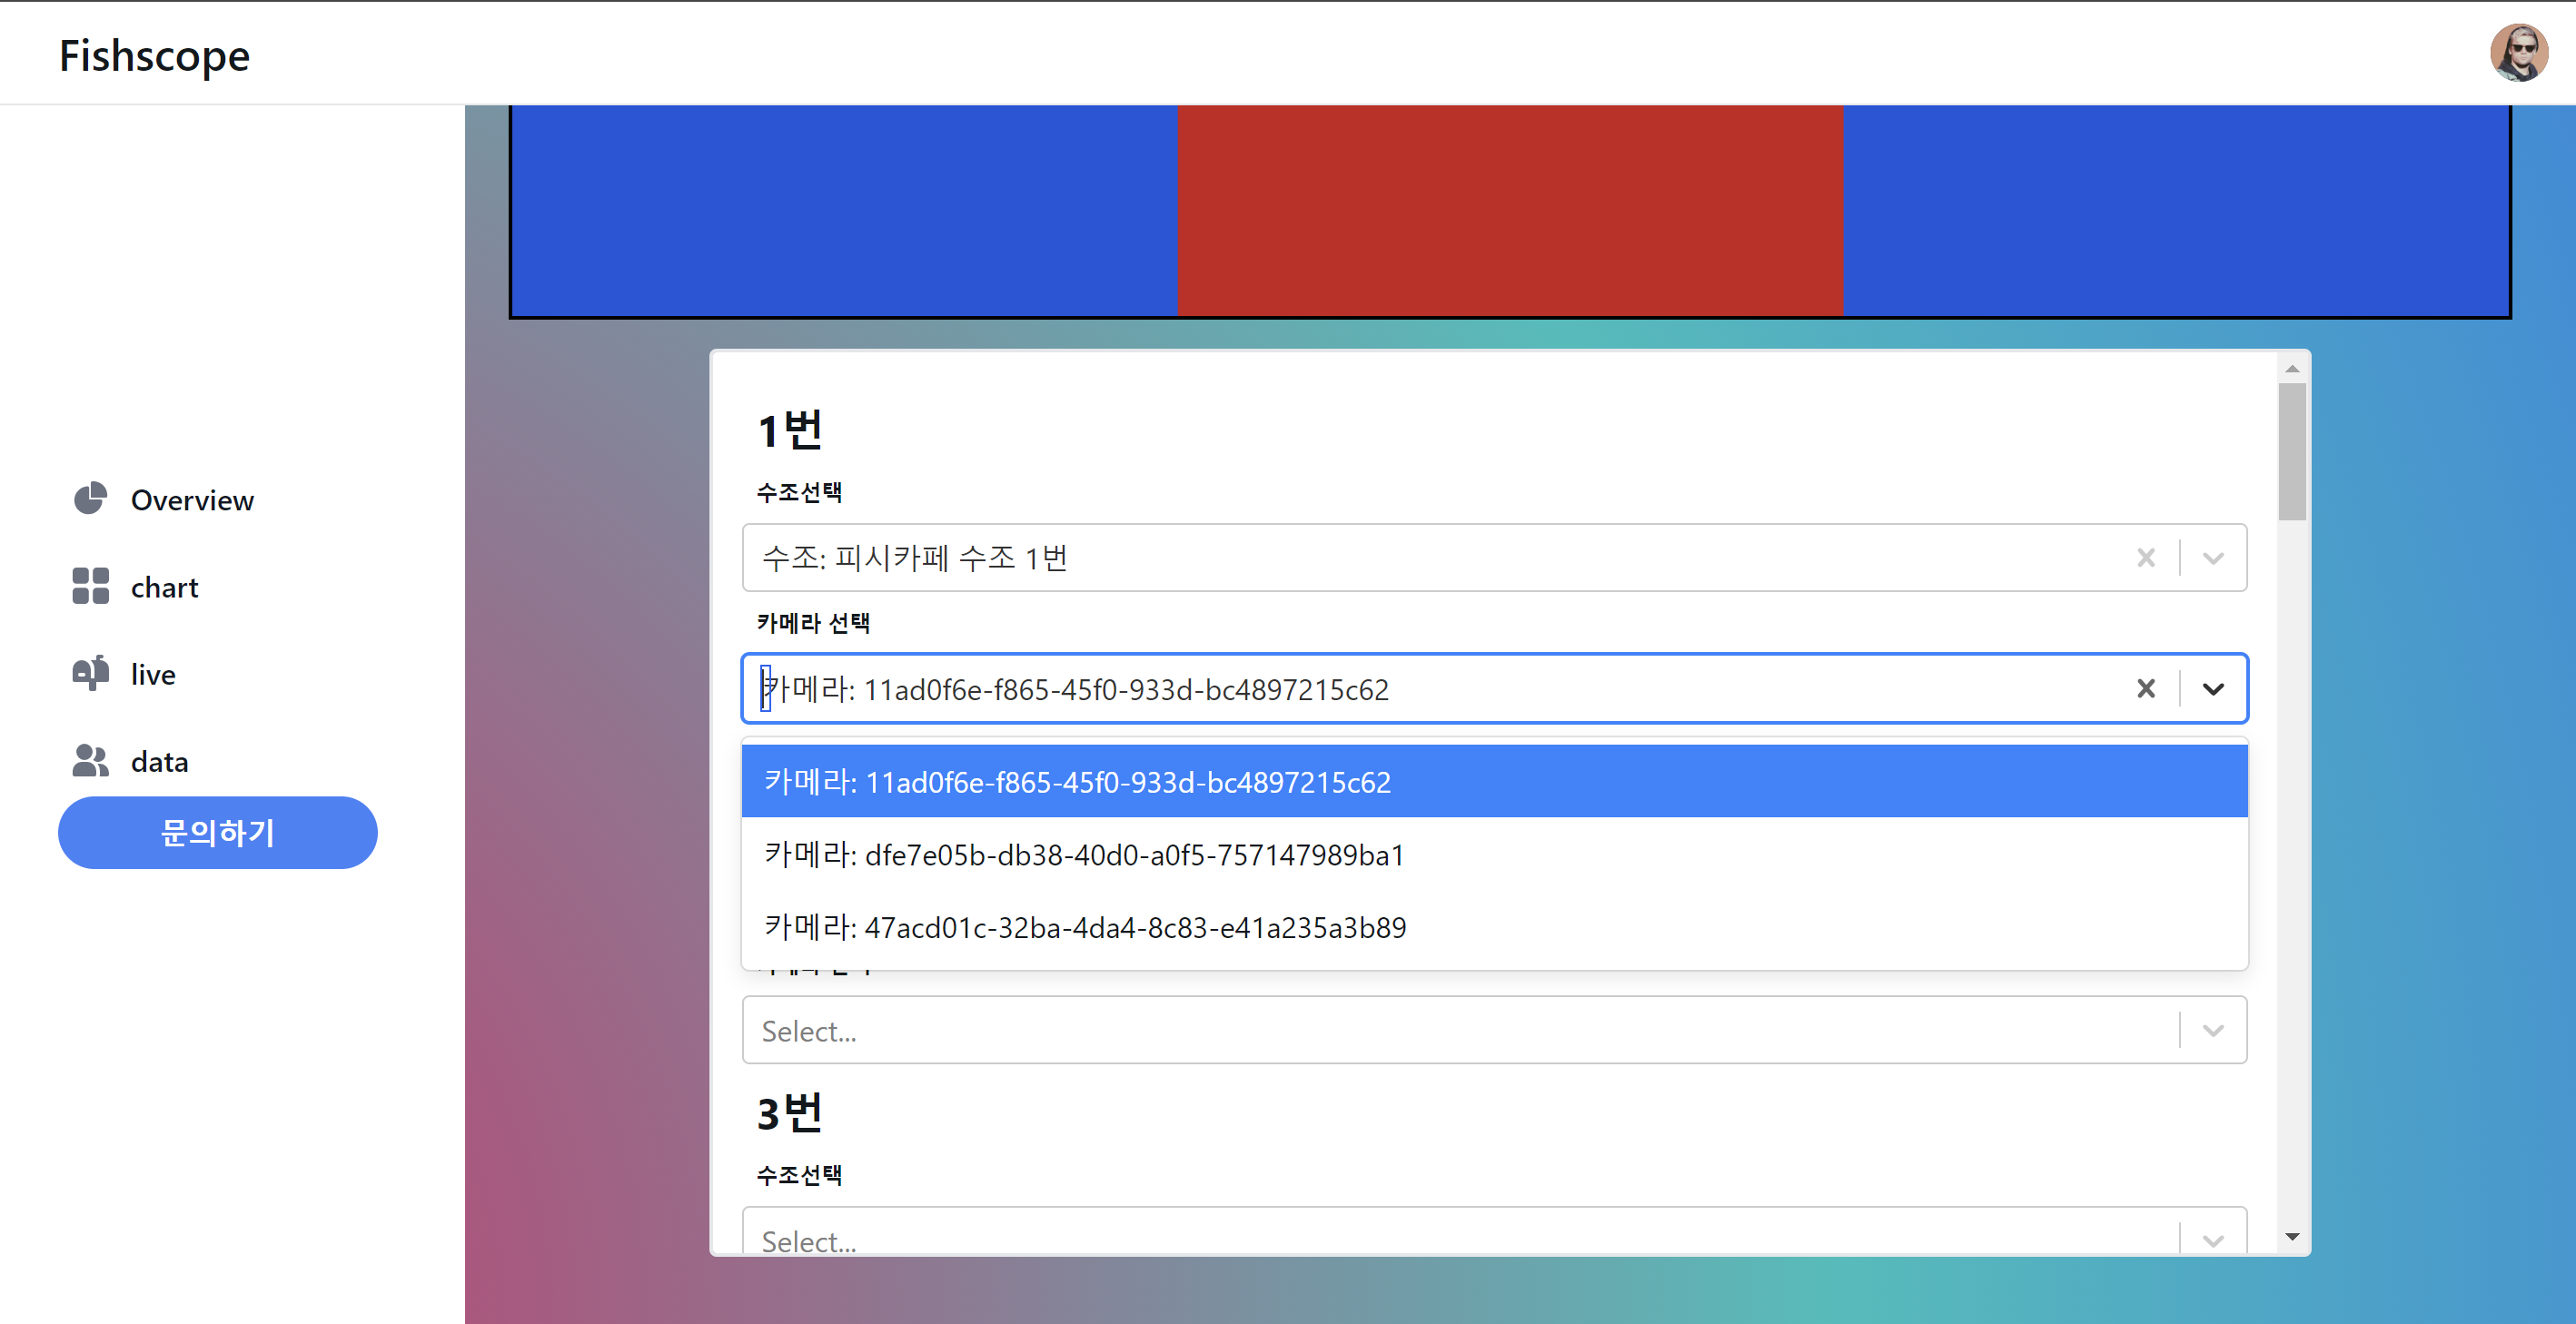 Fishscope
Overview
chart
live
data
문의하기
1번
수조선택
수조: 피시카페 수조 1번
카메라 선택
카메라: 11ad0f6e-f865-45f0-933d-bc4897215c62
카메라: 11ad0f6e-f865-45f0-933d-bc4897215c62
카메라: dfe7e05b-db38-40d0-a0f5-757147989ba1
카메라: 47acd01c-32ba-4da4-8c83-e41a235a3b89
Select...
3번
수조선택
Select...